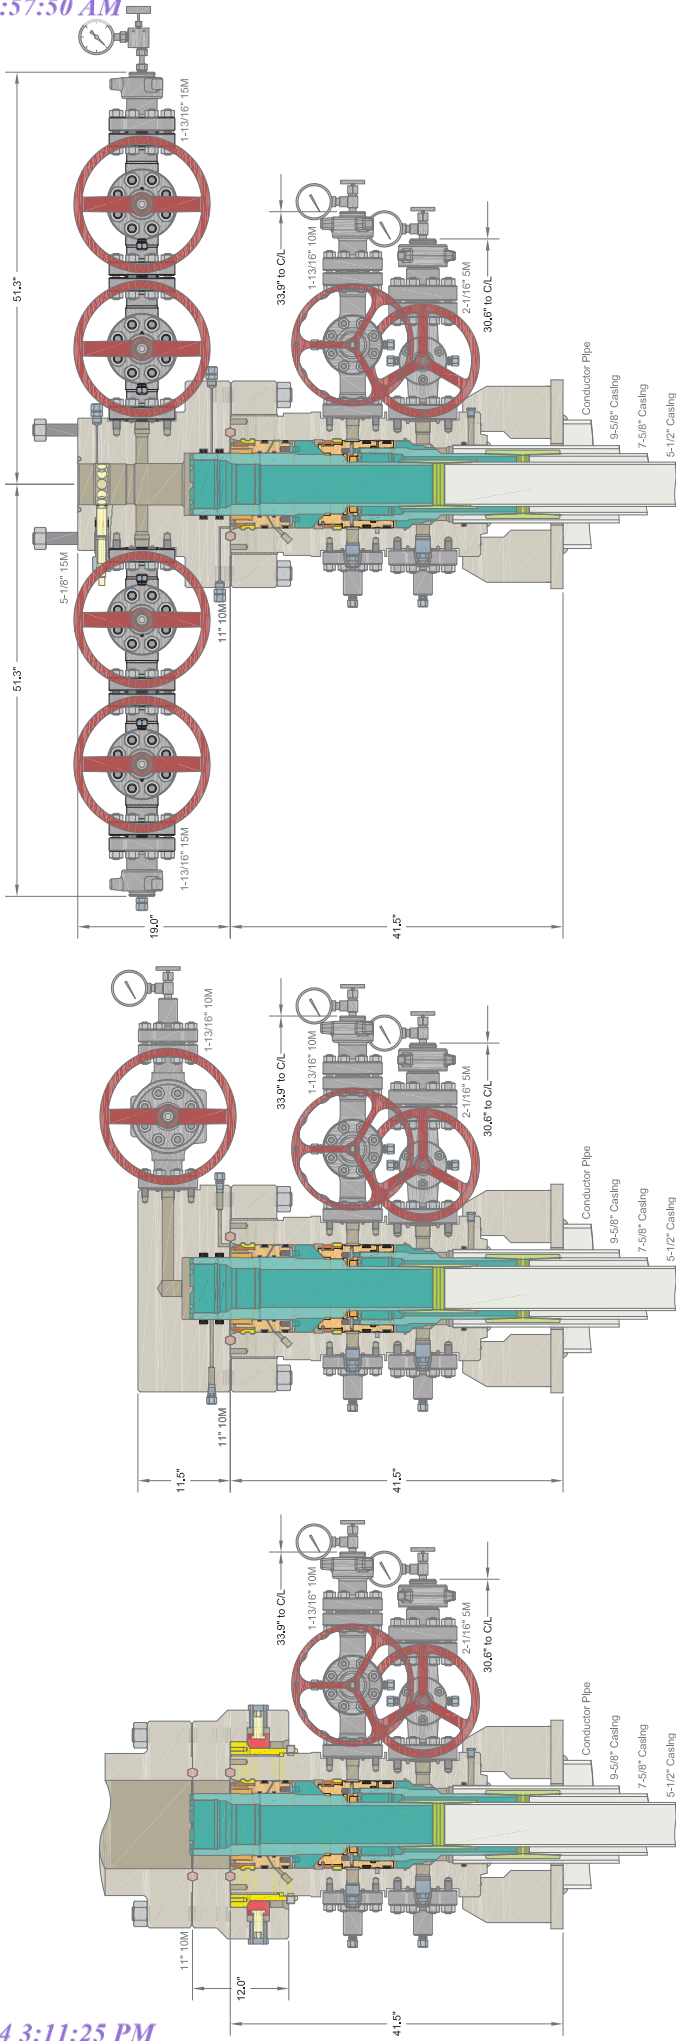 :57:50 AM
1-13/16" 15M
51.3"
33.9" to C/L
1-13/16" 10M
2-1/16" 5M
30.6" to C/L
Conductor Pipe
9-5/8" Casing
7-5/8" Casing
5-1/2" Casing
5-1/8" 15M
11" 10M
51.3"
1-13/16" 15M
19.0"
41.5"
1-13/16" 10M
33.9" to C/L
1-13/16" 10M
2-1/16" 5M
30.6" to C/L
Conductor Pipe
9-5/8" Casing
7-5/8" Casing
5-1/2" Casing
11" 10M
11.5"
41.5"
33.9" to C/L
1-13/16" 10M
2-1/16" 5M
30.6" to C/L
Conductor Pipe
9-5/8" Casing
7-5/8" Casing
5-1/2" Casing
11" 10M
12.0"
41.5"
4 3:11:25 PM